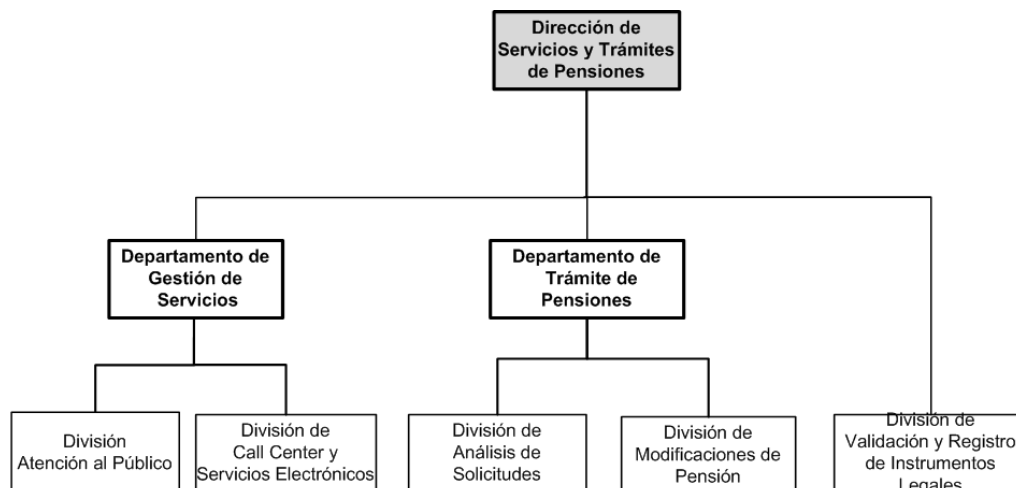 Dirección de
Servicios y Trámites
de Pensiones
Departamento de
Gestión de
Servicios
Departamento de
Trámite de
Pensiones
División
Atención al Público
División de
Call Center y
Servicios Electrónicos
División de
Análisis de
Solicitudes
División de
Modificaciones de
Pensión
División de
Validación y Registro
de Instrumentos
Legales